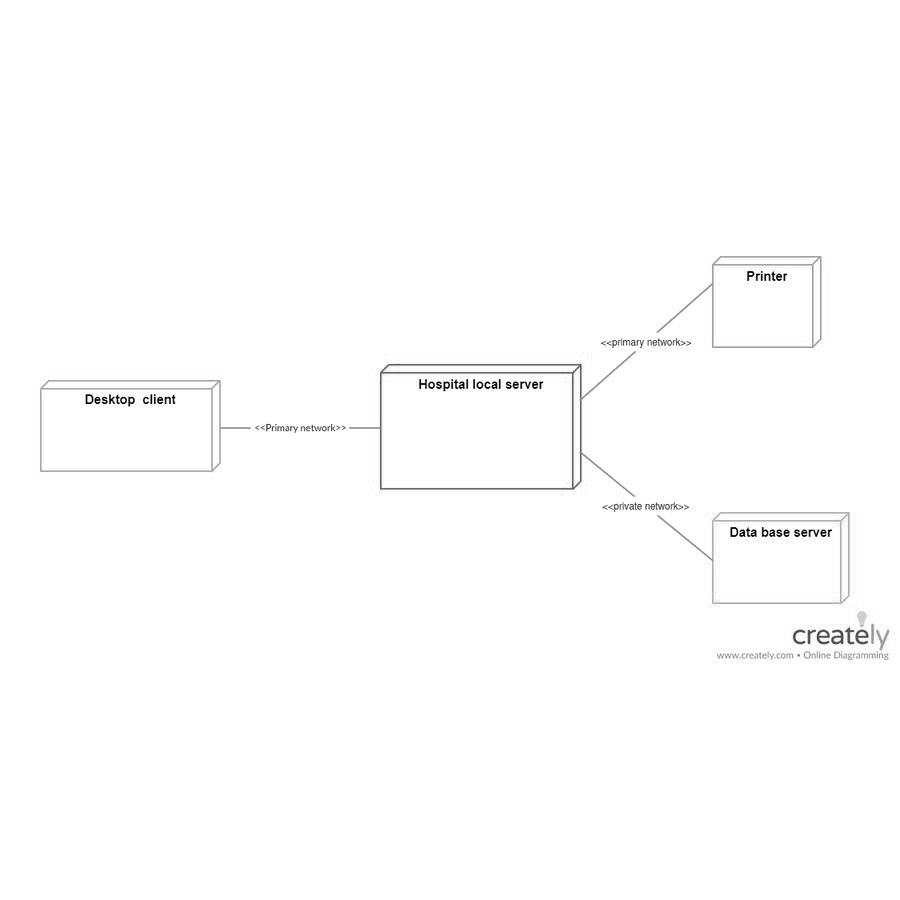 Printer
<<primary network>>
Hospital local server
Desktop  client
<<Primary network>>
<<private network>>
Data base server
creately
www.creately.com • Online Diagramming